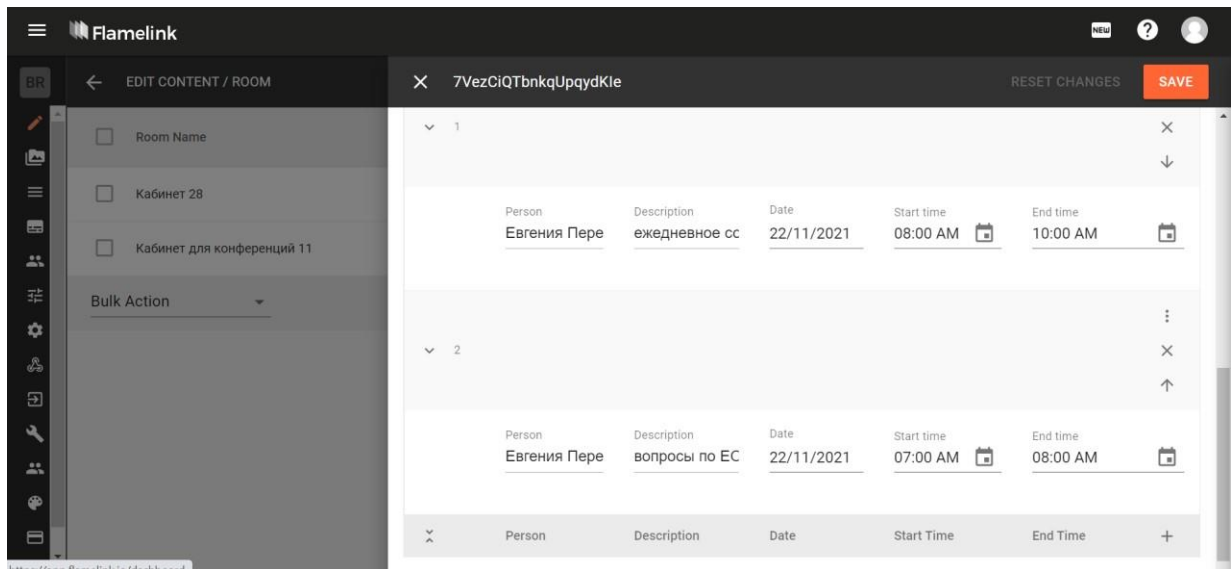 Flamelink
NEW
BR
EDIT CONTENT / ROOM
7VezCiQTbnkqUpqydKIe
RESET CHANGES
SAVE
Room Name
Кабинет 28
Кабинет для конференций 11
Bulk Action
1
Person Description Date Start time End time
Евгения Пере ежедневное сс 22/11/2021 08:00 AM 10:00 AM
2
Person Description Date Start time End time
Евгения Пере вопросы по ЕС 22/11/2021 07:00 AM 08:00 AM
Person Description Date Start Time End Time